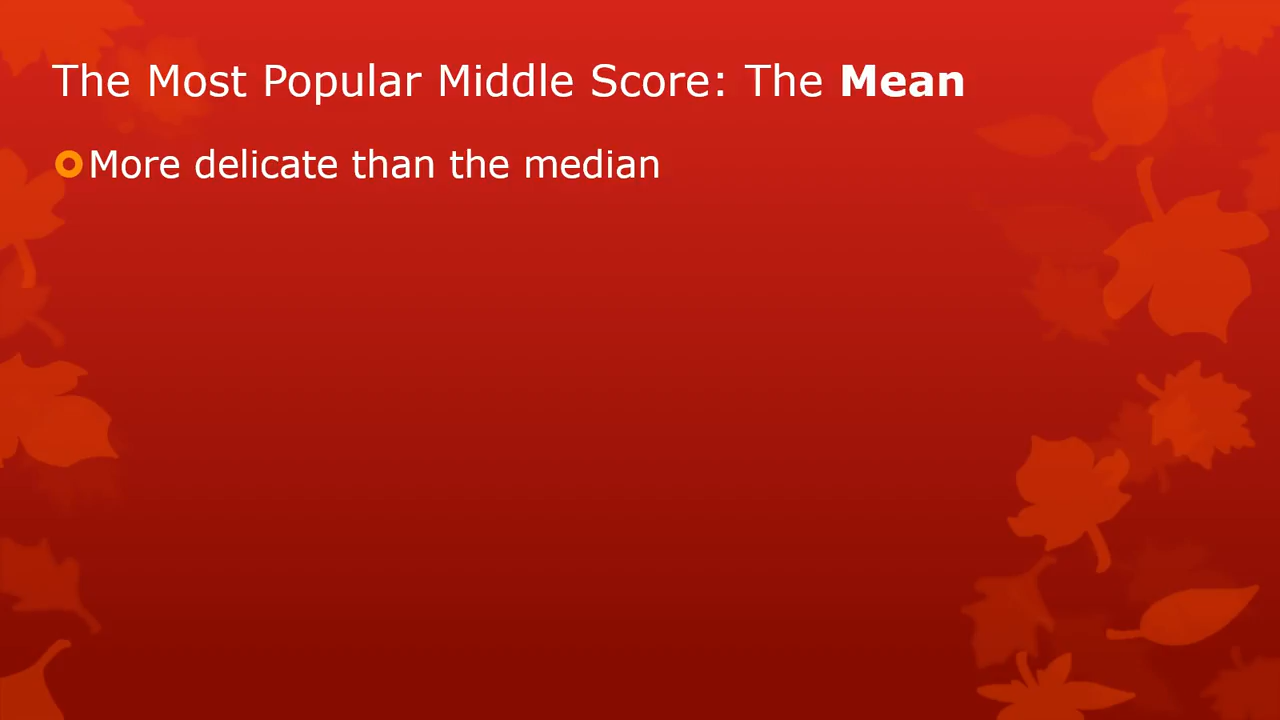 The Most Popular Middle Score: The Mean
More delicate than the median